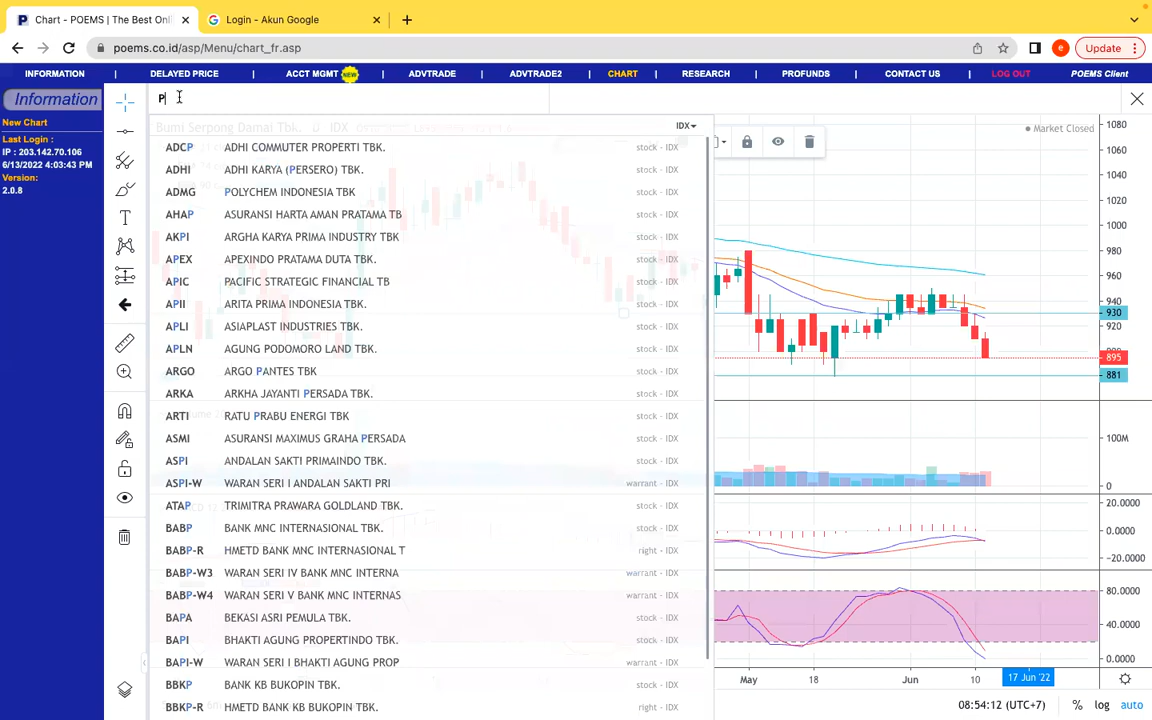 Chart - POEMS | The Best Onl
Login - Akun Google
poems.co.id/asp/Menu/chart_fr.asp
e
Update
INFORMATION | DELAYED PRICE | ACCT MGMT NEW | ADVTRADE | ADVTRADE2 | CHART | RESEARCH | PROFUNDS | CONTACT US | LOG OUT POEMS Client
Information
New Chart
Last Login :
IP : 203.142.70.106
6/13/2022 4:03:43 PM
Version:
2.0.8
P
Bumi Serpong Damai Tbk. D IDX
IDX
ADCP ADHI COMMUTER PROPERTI TBK. stock - IDX
ADHI ADHI KARYA (PERSERO) TBK. stock - IDX
ADMG POLYCHEM INDONESIA TBK stock - IDX
AHAP ASURANSI HARTA AMAN PRATAMA TB stock - IDX
AKPI ARGHA KARYA PRIMA INDUSTRY TBK stock - IDX
APEX APEXINDO PRATAMA DUTA TBK. stock - IDX
APIC PACIFIC STRATEGIC FINANCIAL TB stock - IDX
APII ARITA PRIMA INDONESIA TBK. stock - IDX
APLI ASIAPLAST INDUSTRIES TBK. stock - IDX
APLN AGUNG PODOMORO LAND TBK. stock - IDX
ARGO ARGO PANTES TBK stock - IDX
ARKA ARKHA JAYANTI PERSADA TBK. stock - IDX
ARTI RATU PRABU ENERGI TBK stock - IDX
ASMI ASURANSI MAXIMUS GRAHA PERSADA stock - IDX
ASPI ANDALAN SAKTI PRIMAINDO TBK. stock - IDX
ASPI-W WARAN SERI I ANDALAN SAKTI PRI warrant - IDX
ATAP TRIMITRA PRAWARA GOLDLAND TBK. stock - IDX
BABP BANK MNC INTERNASIONAL TBK. stock - IDX
BABP-R HMETD BANK MNC INTERNASIONAL T right - IDX
BABP-W3 WARAN SERI IV BANK MNC INTERNA warrant - IDX
BABP-W4 WARAN SERI V BANK MNC INTERNAS warrant - IDX
BAPA BEKASI ASRI PEMULA TBK. stock - IDX
BAPI BHAKTI AGUNG PROPERTINDO TBK. stock - IDX
BAPI-W WARAN SERI I BHAKTI AGUNG PROP warrant - IDX
BBKP BANK KB BUKOPIN TBK. stock - IDX
BBKP-R HMETD BANK KB BUKOPIN TBK. right - IDX
Market Closed
1080
1060
1040
1020
1000
980
960
940
930
920
895
881
100M
0
20.0000
0.0000
-20.0000
80.0000
40.0000
0.0000
May 18 Jun 10 17 Jun '22
08:54:12 (UTC+7) % log auto